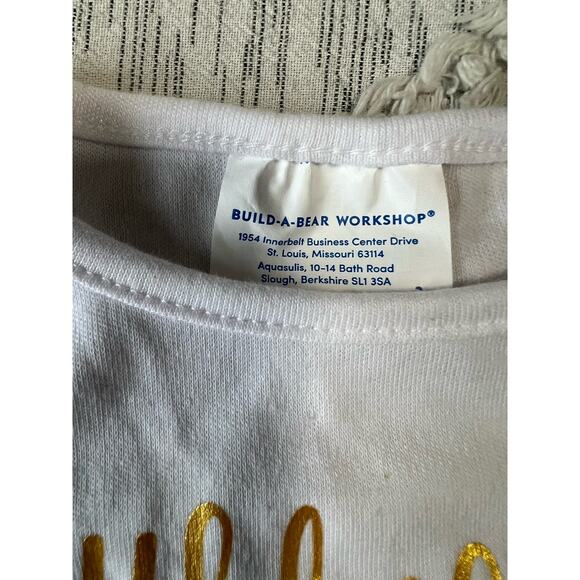 BUILD-A-BEAR WORKSHOP®
1954 Innerbelt Business Center Drive
St. Louis, Missouri 63114
Aquasulis, 10-14 Bath Road
Slough, Berkshire SL1 3SA